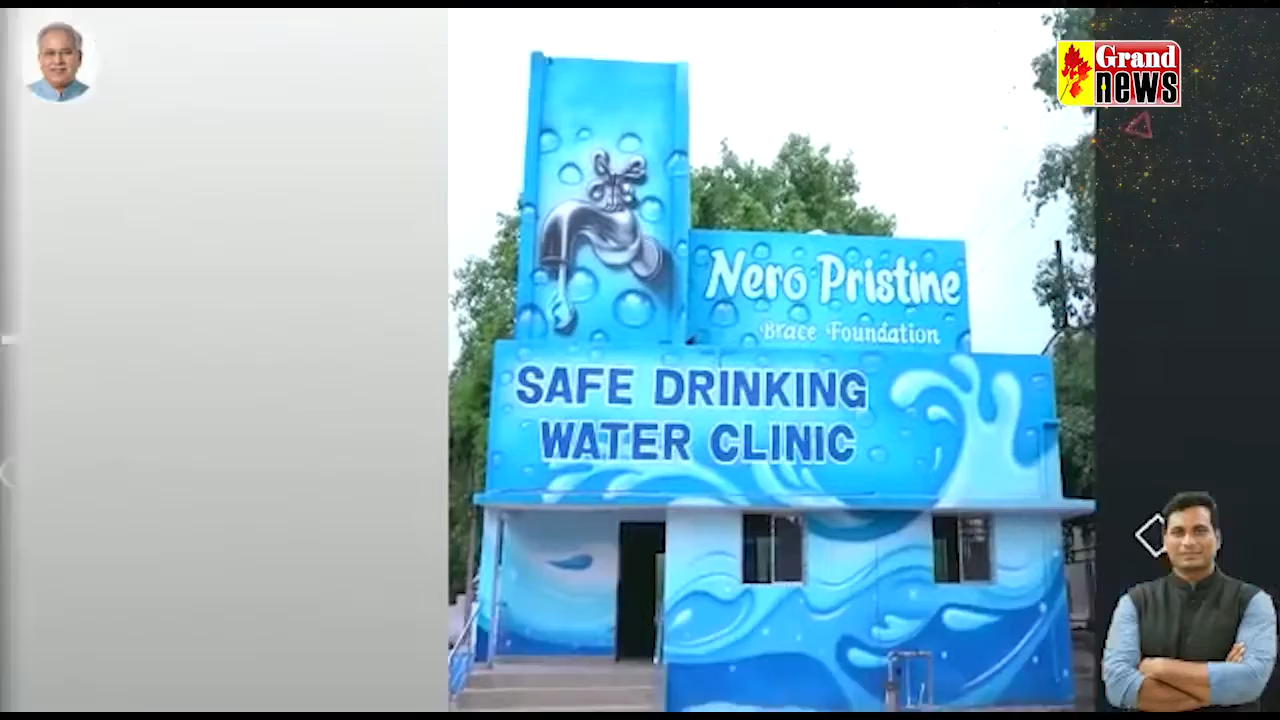 Grand
news
Nero Pristine
Brace Foundation
SAFE DRINKING
WATER CLINIC